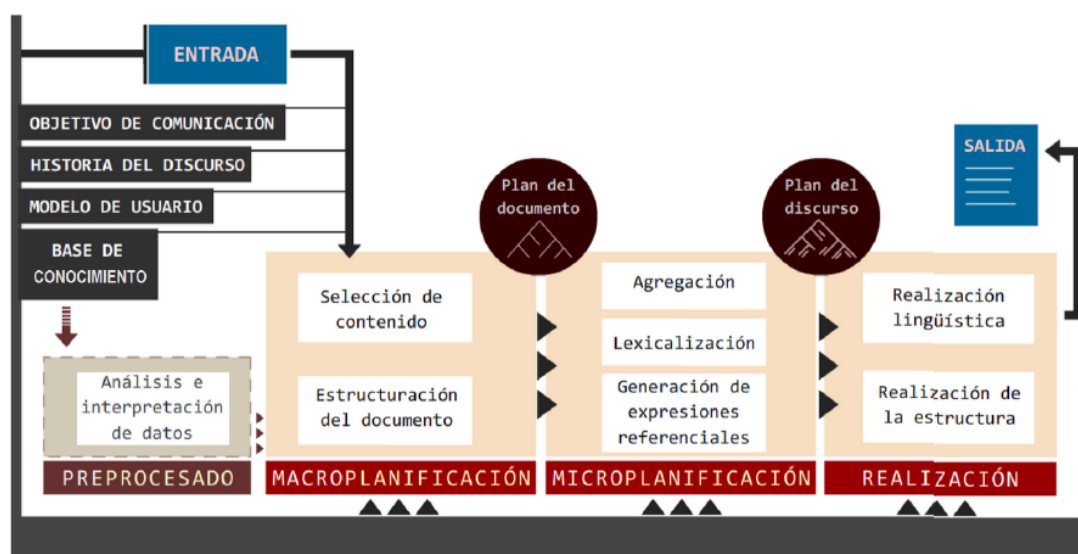 ENTRADA
OBJETIVO DE COMUNICACIÓN
HISTORIA DEL DISCURSO
MODELO DE USUARIO
BASE DE
CONOCIMIENTO
Plan del
documento
Plan del
discurso
SALIDA
Análisis e
interpretación
de datos
PREPROCESADO
Selección de
contenido
Estructuración
del documento
MACROPLANIFICACIÓN
Agregación
Lexicalización
Generación de
expresiones
referenciales
MICROPLANIFICACIÓN
Realización
lingüística
Realización de
la estructura
REALIZACIÓN